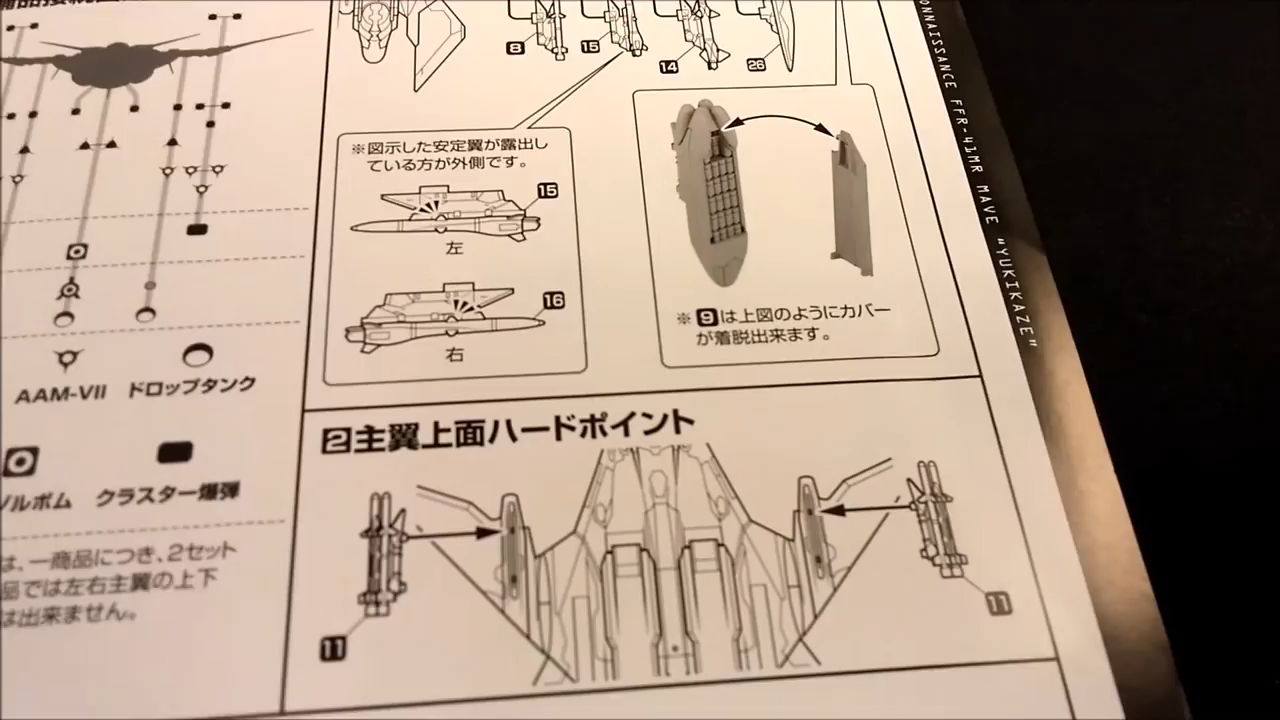 8
15
14
26
※図示した安定翼が露出し
ている方が外側です。
15
左
16
右
※9は上図のようにカバー
が着脱出来ます。
AAM-VII
ドロップタンク
クラスター爆弾
は、一商品につき、2セット
品では左右主翼の上下
は出来ません。
2主翼上面ハードポイント
11
11
ONNAISSANCE FFR-41MR MAVE "YUKIKAZE"